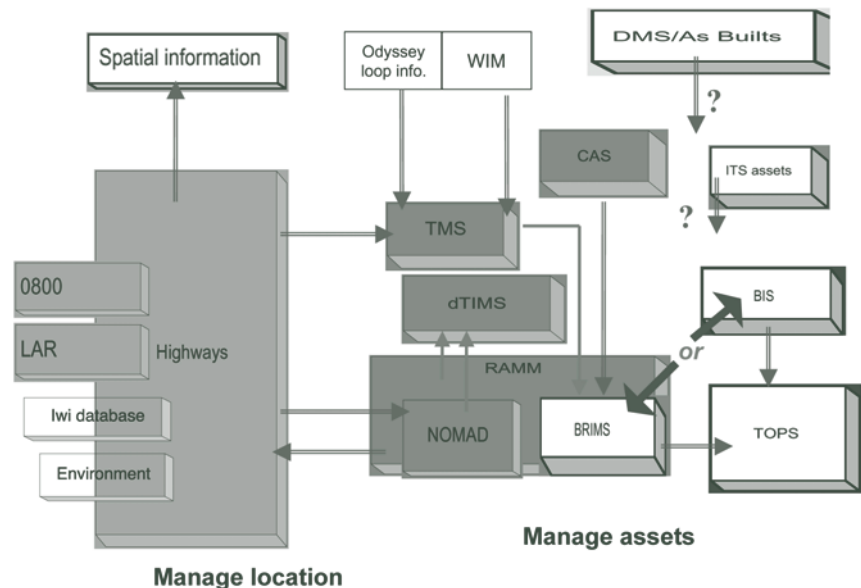 Spatial information
Odyssey
loop info.
WIM
DMS/As Builts
?
CAS
ITS assets
?
TMS
0800
dTIMS
BIS
LAR
Highways
or
RAMM
Iwi database
NOMAD
BRIMS
TOPS
Environment
Manage assets
Manage location